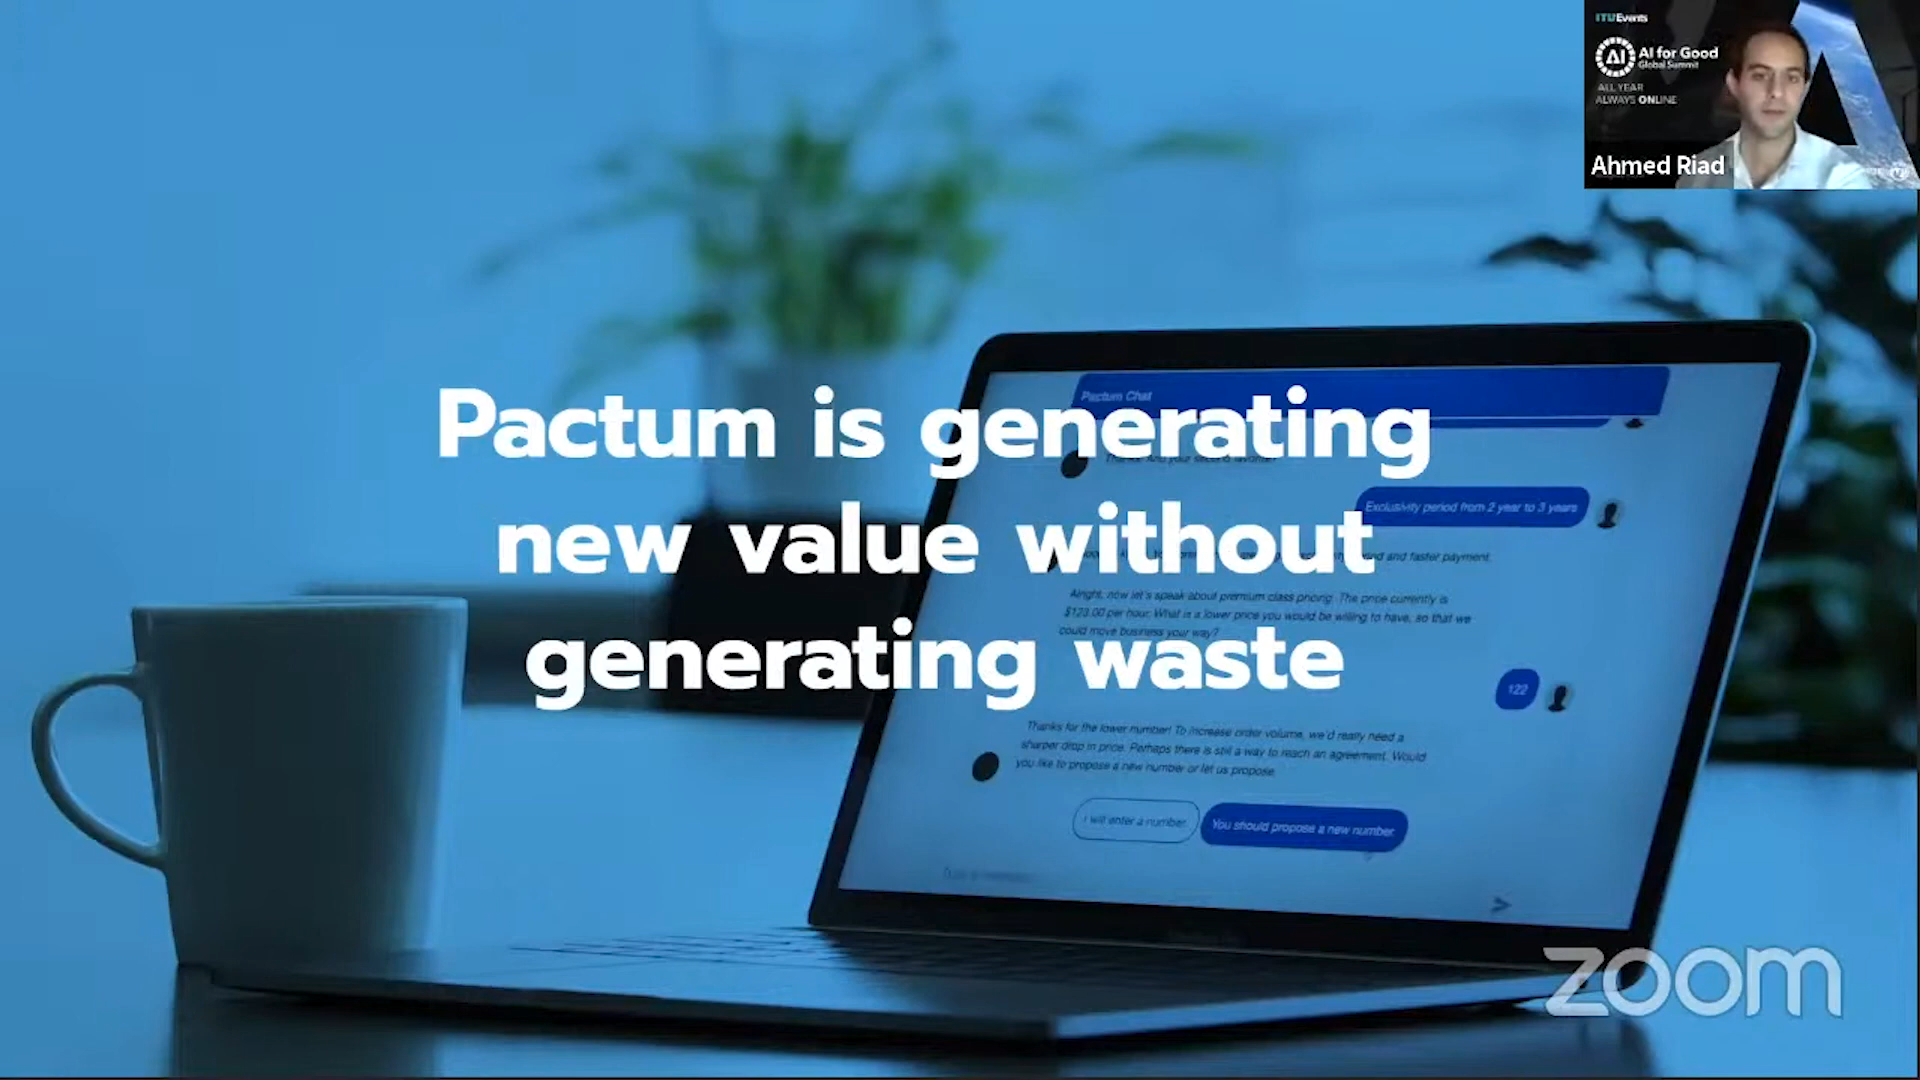 ITUEvents
AI
AI for Good
Global Summit
ALL YEAR
ALWAYS ONLINE
Ahmed Riad
Pactum is generating
new value without
generating waste
Pactum Chat
Exclusivity period from 2 year to 3 years
and faster payment.
Alright, now let's speak about premium class pricing. The price currently is
$123.00 per hour. What is a lower price you would be willing to have, so that we
could move business your way?
122
Thanks for the lower number! To increase order volume, we'd really need a
sharper drop in price. Perhaps there is still a way to reach an agreement. Would
you like to propose a new number or let us propose
I will enter a number.
You should propose a new number.
zoom